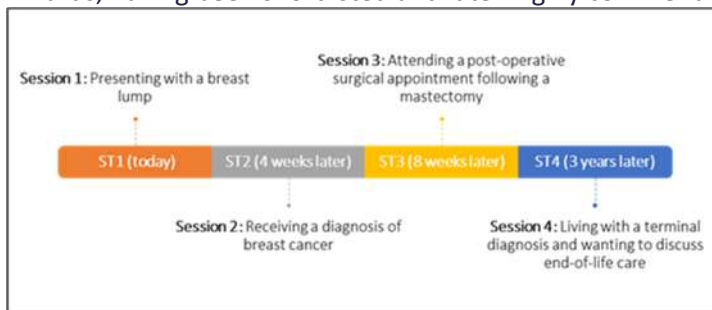 Session 3: Attending a post-operative
surgical appointment following a
mastectomy
Session 1: Presenting with a breast
lump
ST1 (today)
ST2 (4 weeks later)
ST3 (8 weeks later)
ST4 (3 years later)
Session 2: Receiving a diagnosis of
breast cancer
Session 4: Living with a terminal
diagnosis and wanting to discuss
end-of-life care